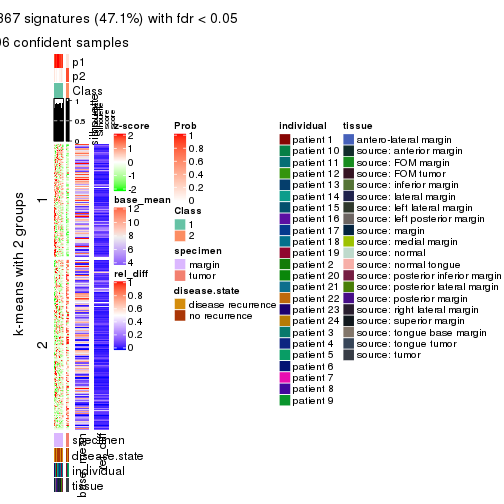 367 signatures (47.1%) with fdr < 0.05
96 confident samples
p1
p2
Class
1
0.5
0
k-means with 2 groups
1
2
z-score
2
1
0
-1
-2
base_mean
12
10
8
6
4
rel_diff
1
0.8
0.6
0.4
0.2
0
Prob
1
0.8
0.6
0.4
0.2
0
Class
1
2
specimen
margin
tumor
disease.state
disease recurrence
no recurrence
individual
patient 1
patient 10
patient 11
patient 12
patient 13
patient 14
patient 15
patient 16
patient 17
patient 18
patient 19
patient 2
patient 20
patient 21
patient 22
patient 23
patient 24
patient 3
patient 4
patient 5
patient 6
patient 7
patient 8
patient 9
tissue
antero-lateral margin
source: anterior margin
source: FOM margin
source: FOM tumor
source: inferior margin
source: lateral margin
source: left lateral margin
source: left posterior margin
source: margin
source: medial margin
source: normal
source: normal tongue
source: posterior inferior margin
source: posterior lateral margin
source: posterior margin
source: right lateral margin
source: superior margin
source: tongue base margin
source: tongue tumor
source: tumor
specimen
disease.state
individual
tissue
base_mean
rel_diff